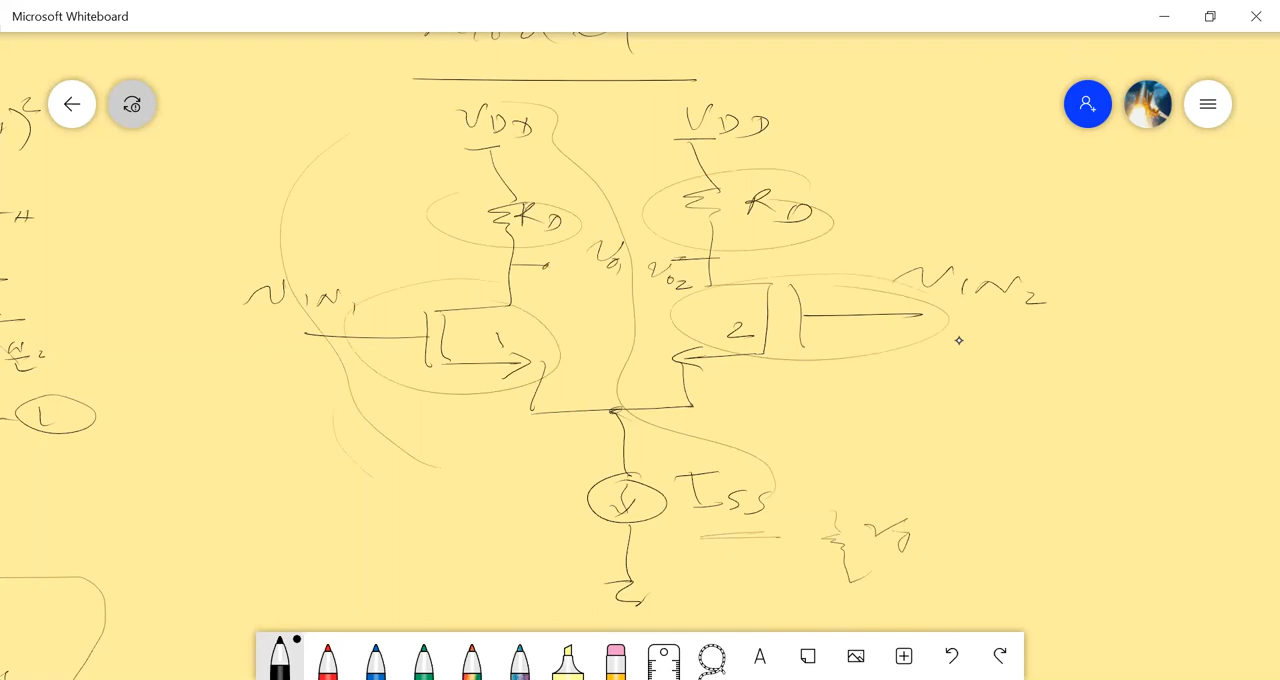 Microsoft Whiteboard
VDD
VDD
RD
RD
Vo1
Vo2
VIN1
VIN2
1
2
ISS
L
A